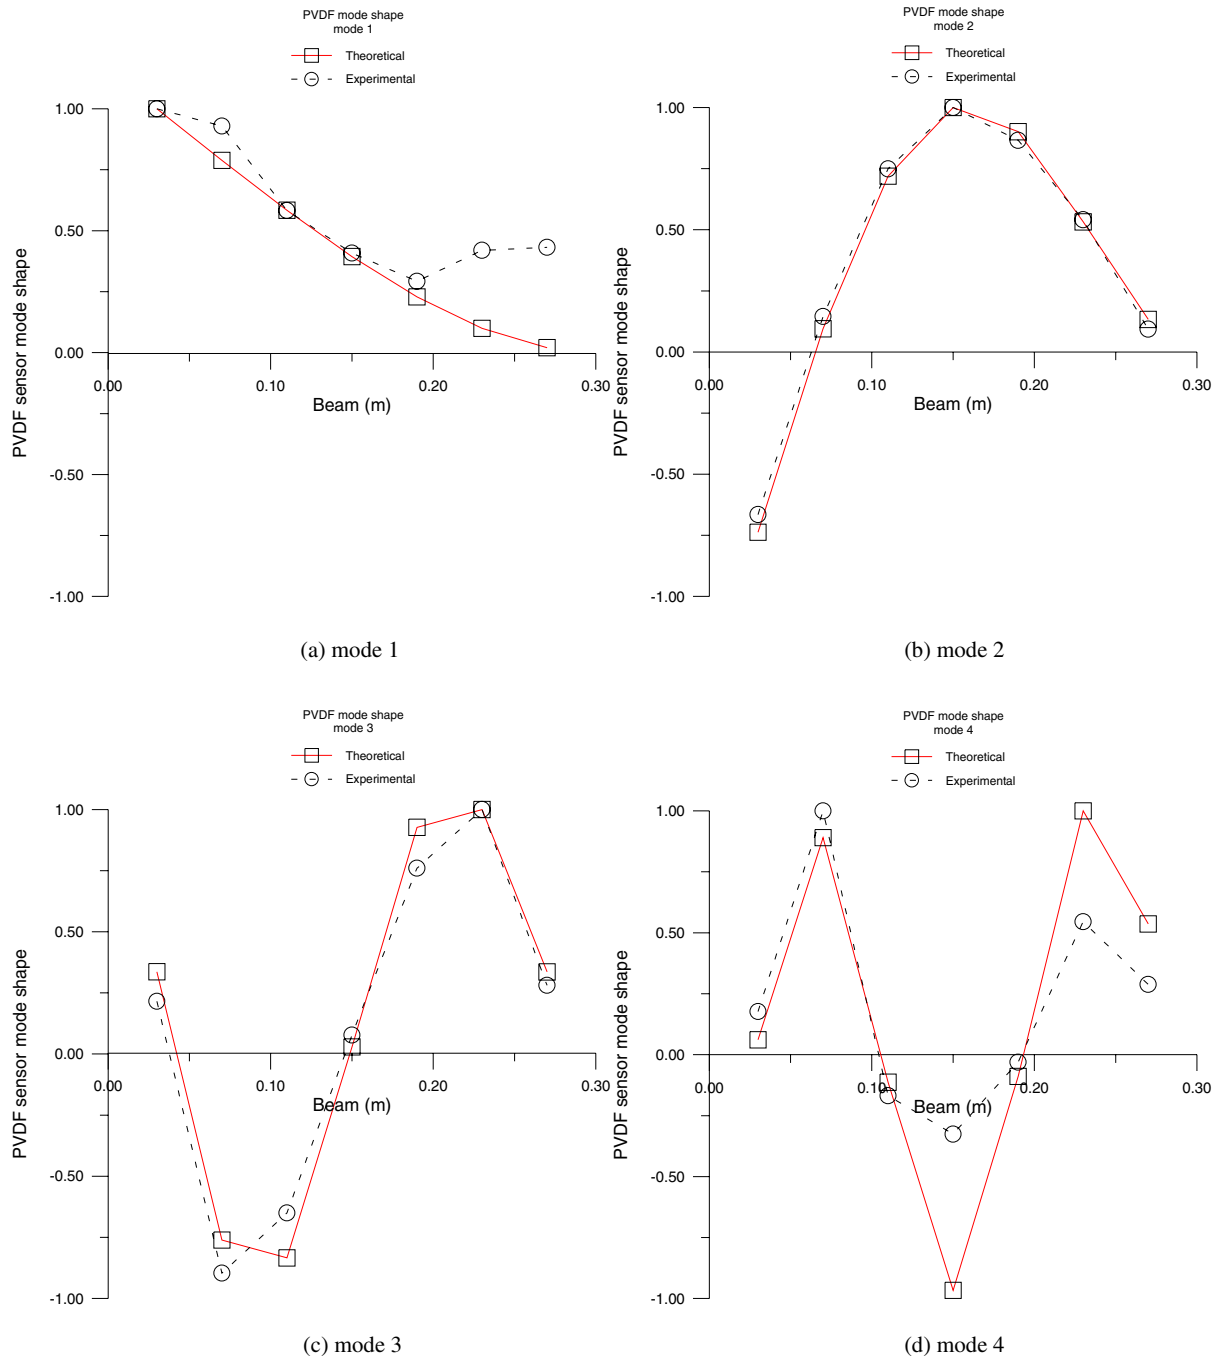 PVDF mode shape
mode 1
Theoretical
Experimental
1.00
0.50
0.00
-0.50
-1.00
PVDF sensor mode shape
0.00
0.10
0.20
0.30
Beam (m)
(a) mode 1
PVDF mode shape
mode 2
Theoretical
Experimental
1.00
0.50
0.00
-0.50
-1.00
PVDF sensor mode shape
0.00
0.10
0.20
0.30
Beam (m)
(b) mode 2
PVDF mode shape
mode 3
Theoretical
Experimental
1.00
0.50
0.00
-0.50
-1.00
PVDF sensor mode shape
0.00
0.10
0.20
0.30
Beam (m)
(c) mode 3
PVDF mode shape
mode 4
Theoretical
Experimental
1.00
0.50
0.00
-0.50
-1.00
PVDF sensor mode shape
0.00
0.10
0.20
0.30
Beam (m)
(d) mode 4